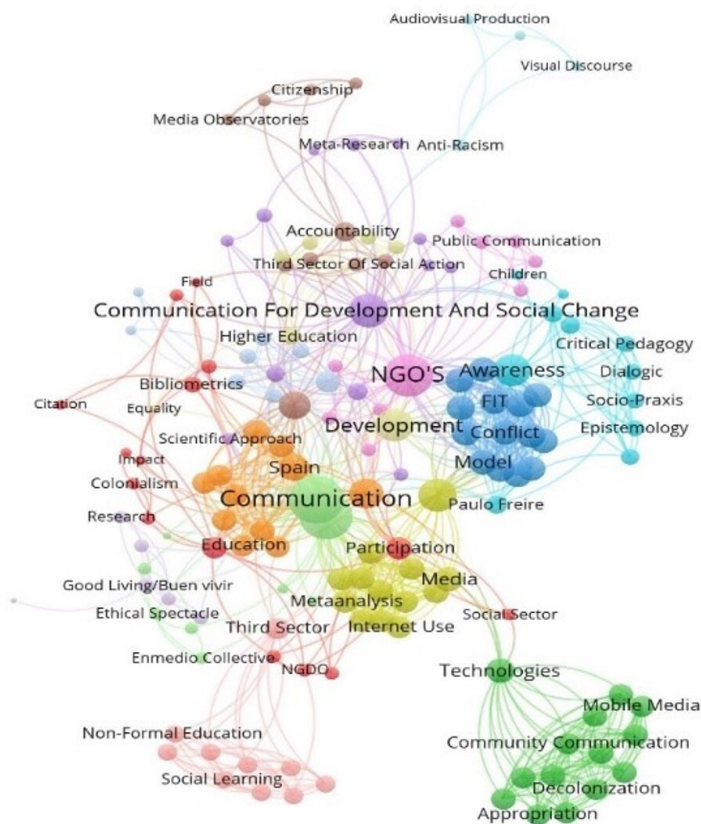 Audiovisual Production
Visual Discourse
Citizenship
Media Observatories
Meta-Research
Anti-Racism
Accountability
Public Communication
Third Sector Of Social Action
Children
Field
Communication For Development And Social Change
Higher Education
Critical Pedagogy
NGO'S
Awareness
Dialogic
Bibliometrics
FIT
Socio-Praxis
Citation
Equality
Development
Conflict
Epistemology
Scientific Approach
Impact
Spain
Model
Colonialism
Communication
Paulo Freire
Research
Education
Participation
Good Living/Buen vivir
Media
Metaanalysis
Ethical Spectacle
Third Sector
Internet Use
Social Sector
Enmedio Collective
NGDO
Technologies
Mobile Media
Non-Formal Education
Community Communication
Social Learning
Decolonization
Appropriation